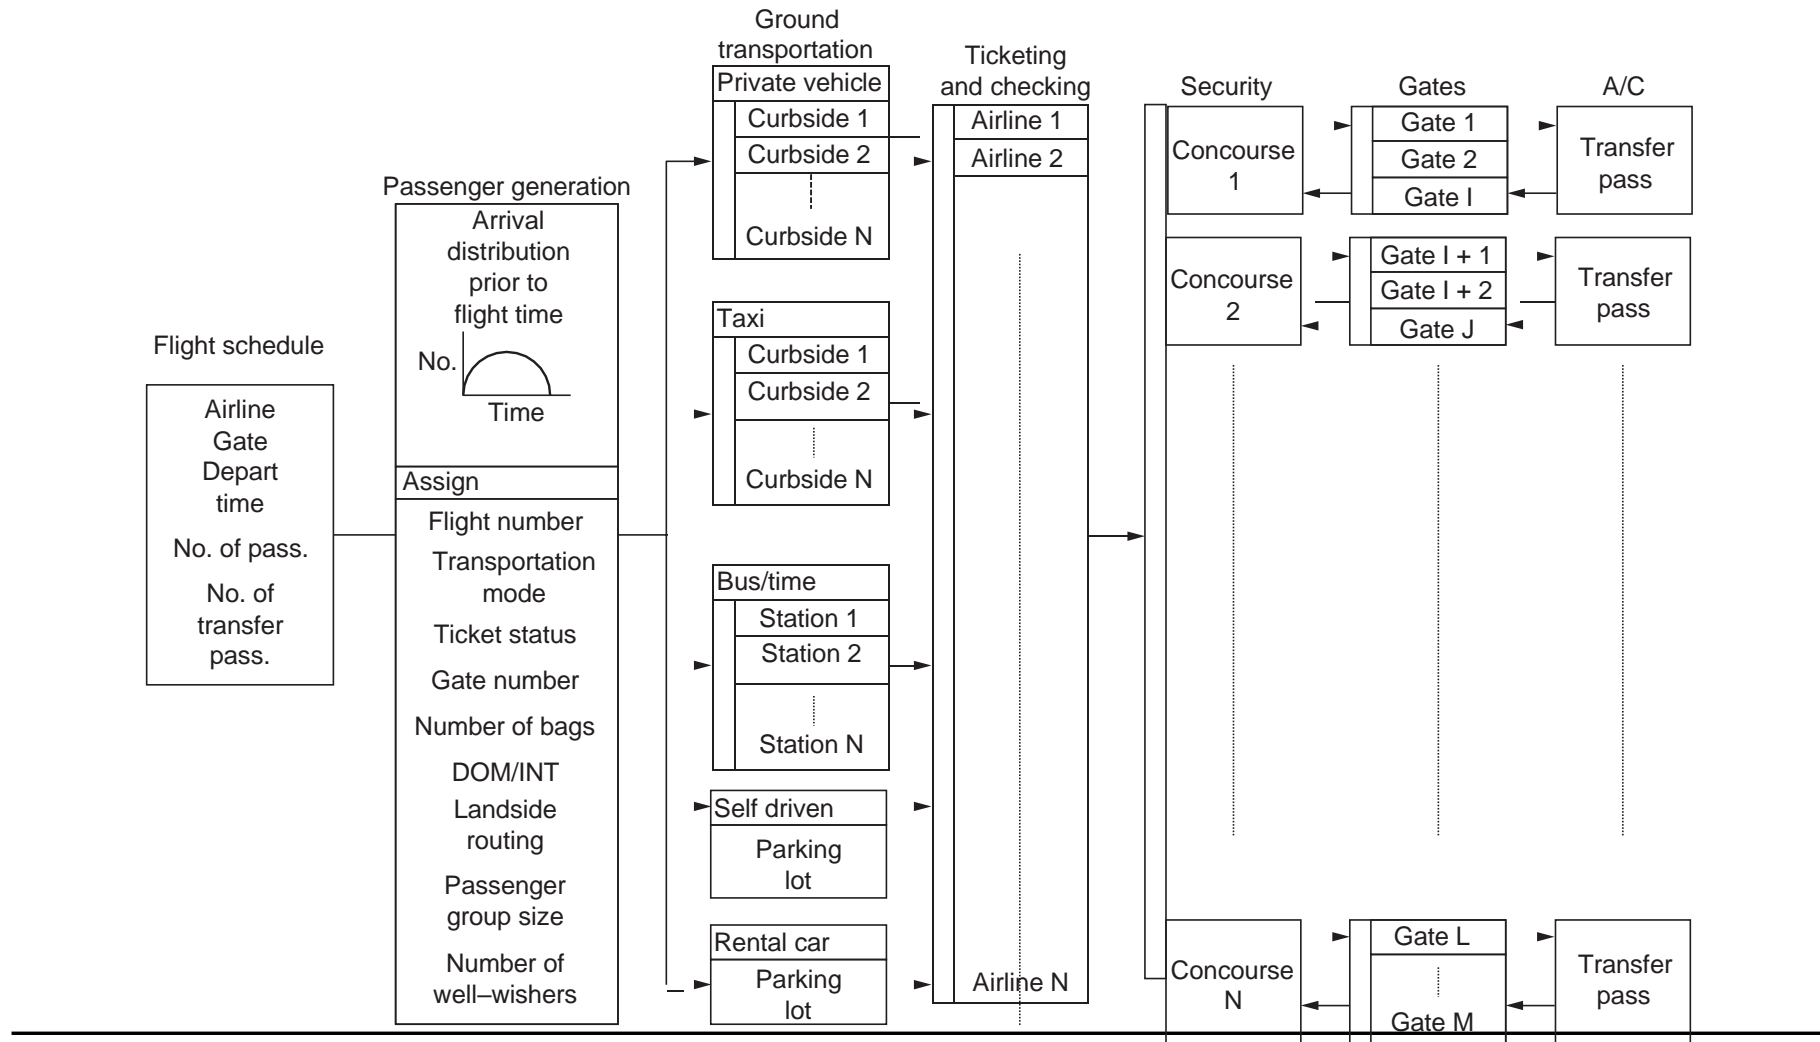 Flight schedule
Airline
Gate
Depart
time
No. of pass.
No. of
transfer
pass.
Passenger generation
Arrival
distribution
prior to
flight time
No.
Time
Assign
Flight number
Transportation
mode
Ticket status
Gate number
Number of bags
DOM/INT
Landside
routing
Passenger
group size
Number of
well–wishers
Ground
transportation
Private vehicle
Curbside 1
Curbside 2
Curbside N
Taxi
Curbside 1
Curbside 2
Curbside N
Bus/time
Station 1
Station 2
Station N
Self driven
Parking
lot
Rental car
Parking
lot
Ticketing
and checking
Airline 1
Airline 2
Airline N
Security
Concourse
1
Concourse
2
Concourse
N
Gates
Gate 1
Gate 2
Gate I
Gate I + 1
Gate I + 2
Gate J
Gate L
Gate M
A/C
Transfer
pass
Transfer
pass
Transfer
pass